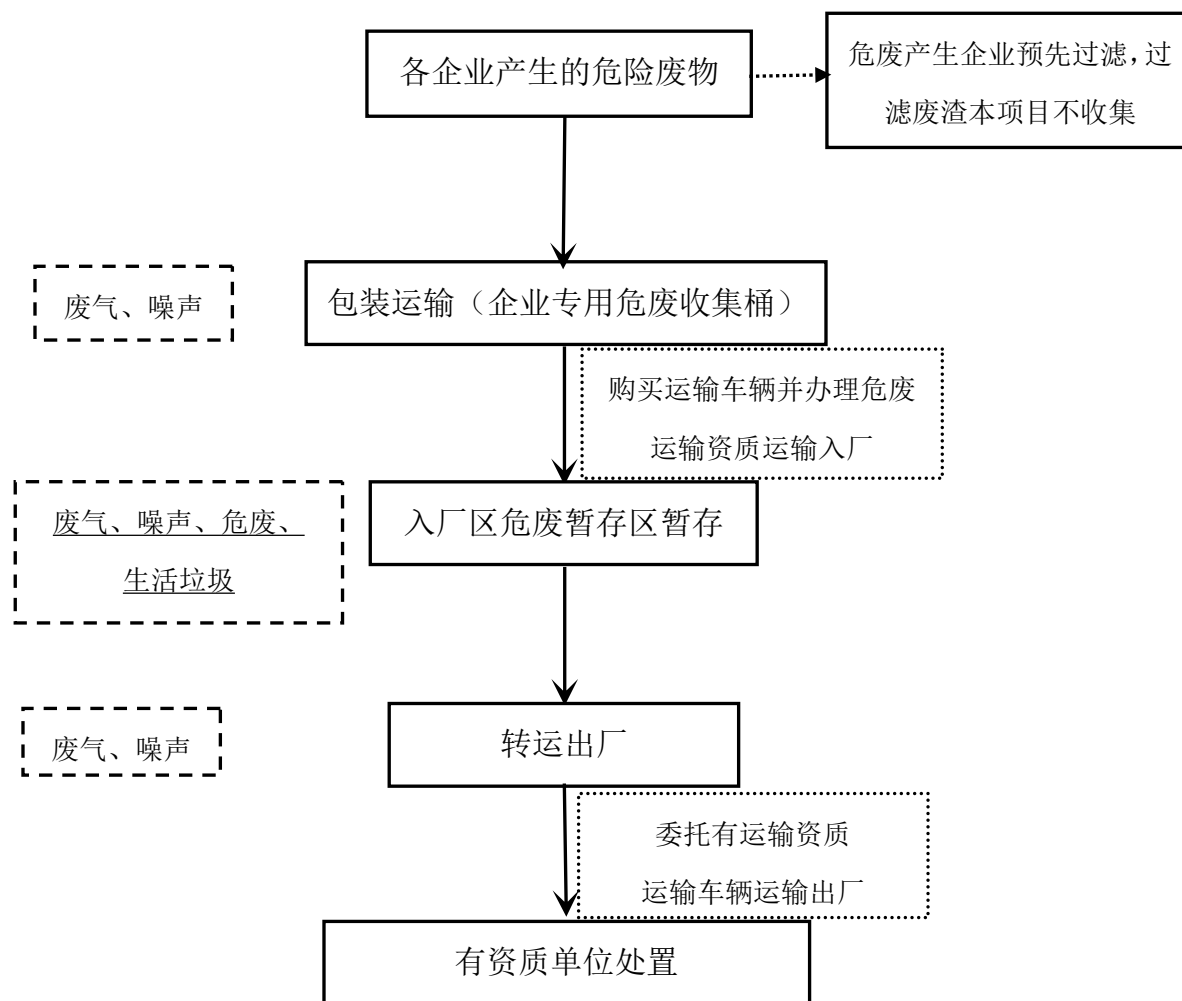 各企业产生的危险废物
危废产生企业预先过滤，过
滤废渣本项目不收集
废气、噪声
包装运输（企业专用危废收集桶）
购买运输车辆并办理危废
运输资质运输入厂
废气、噪声、危废、
生活垃圾
入厂区危废暂存区暂存
废气、噪声
转运出厂
委托有运输资质
运输车辆运输出厂
有资质单位处置